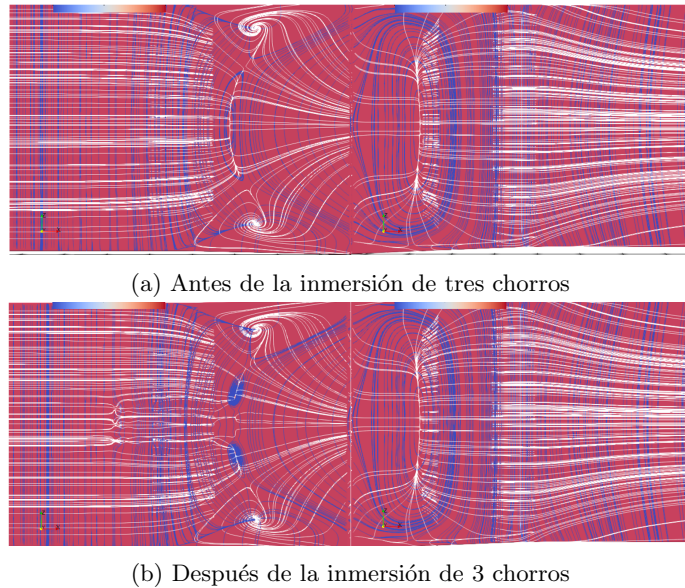 (a) Antes de la inmersión de tres chorros
(b) Después de la inmersión de 3 chorros